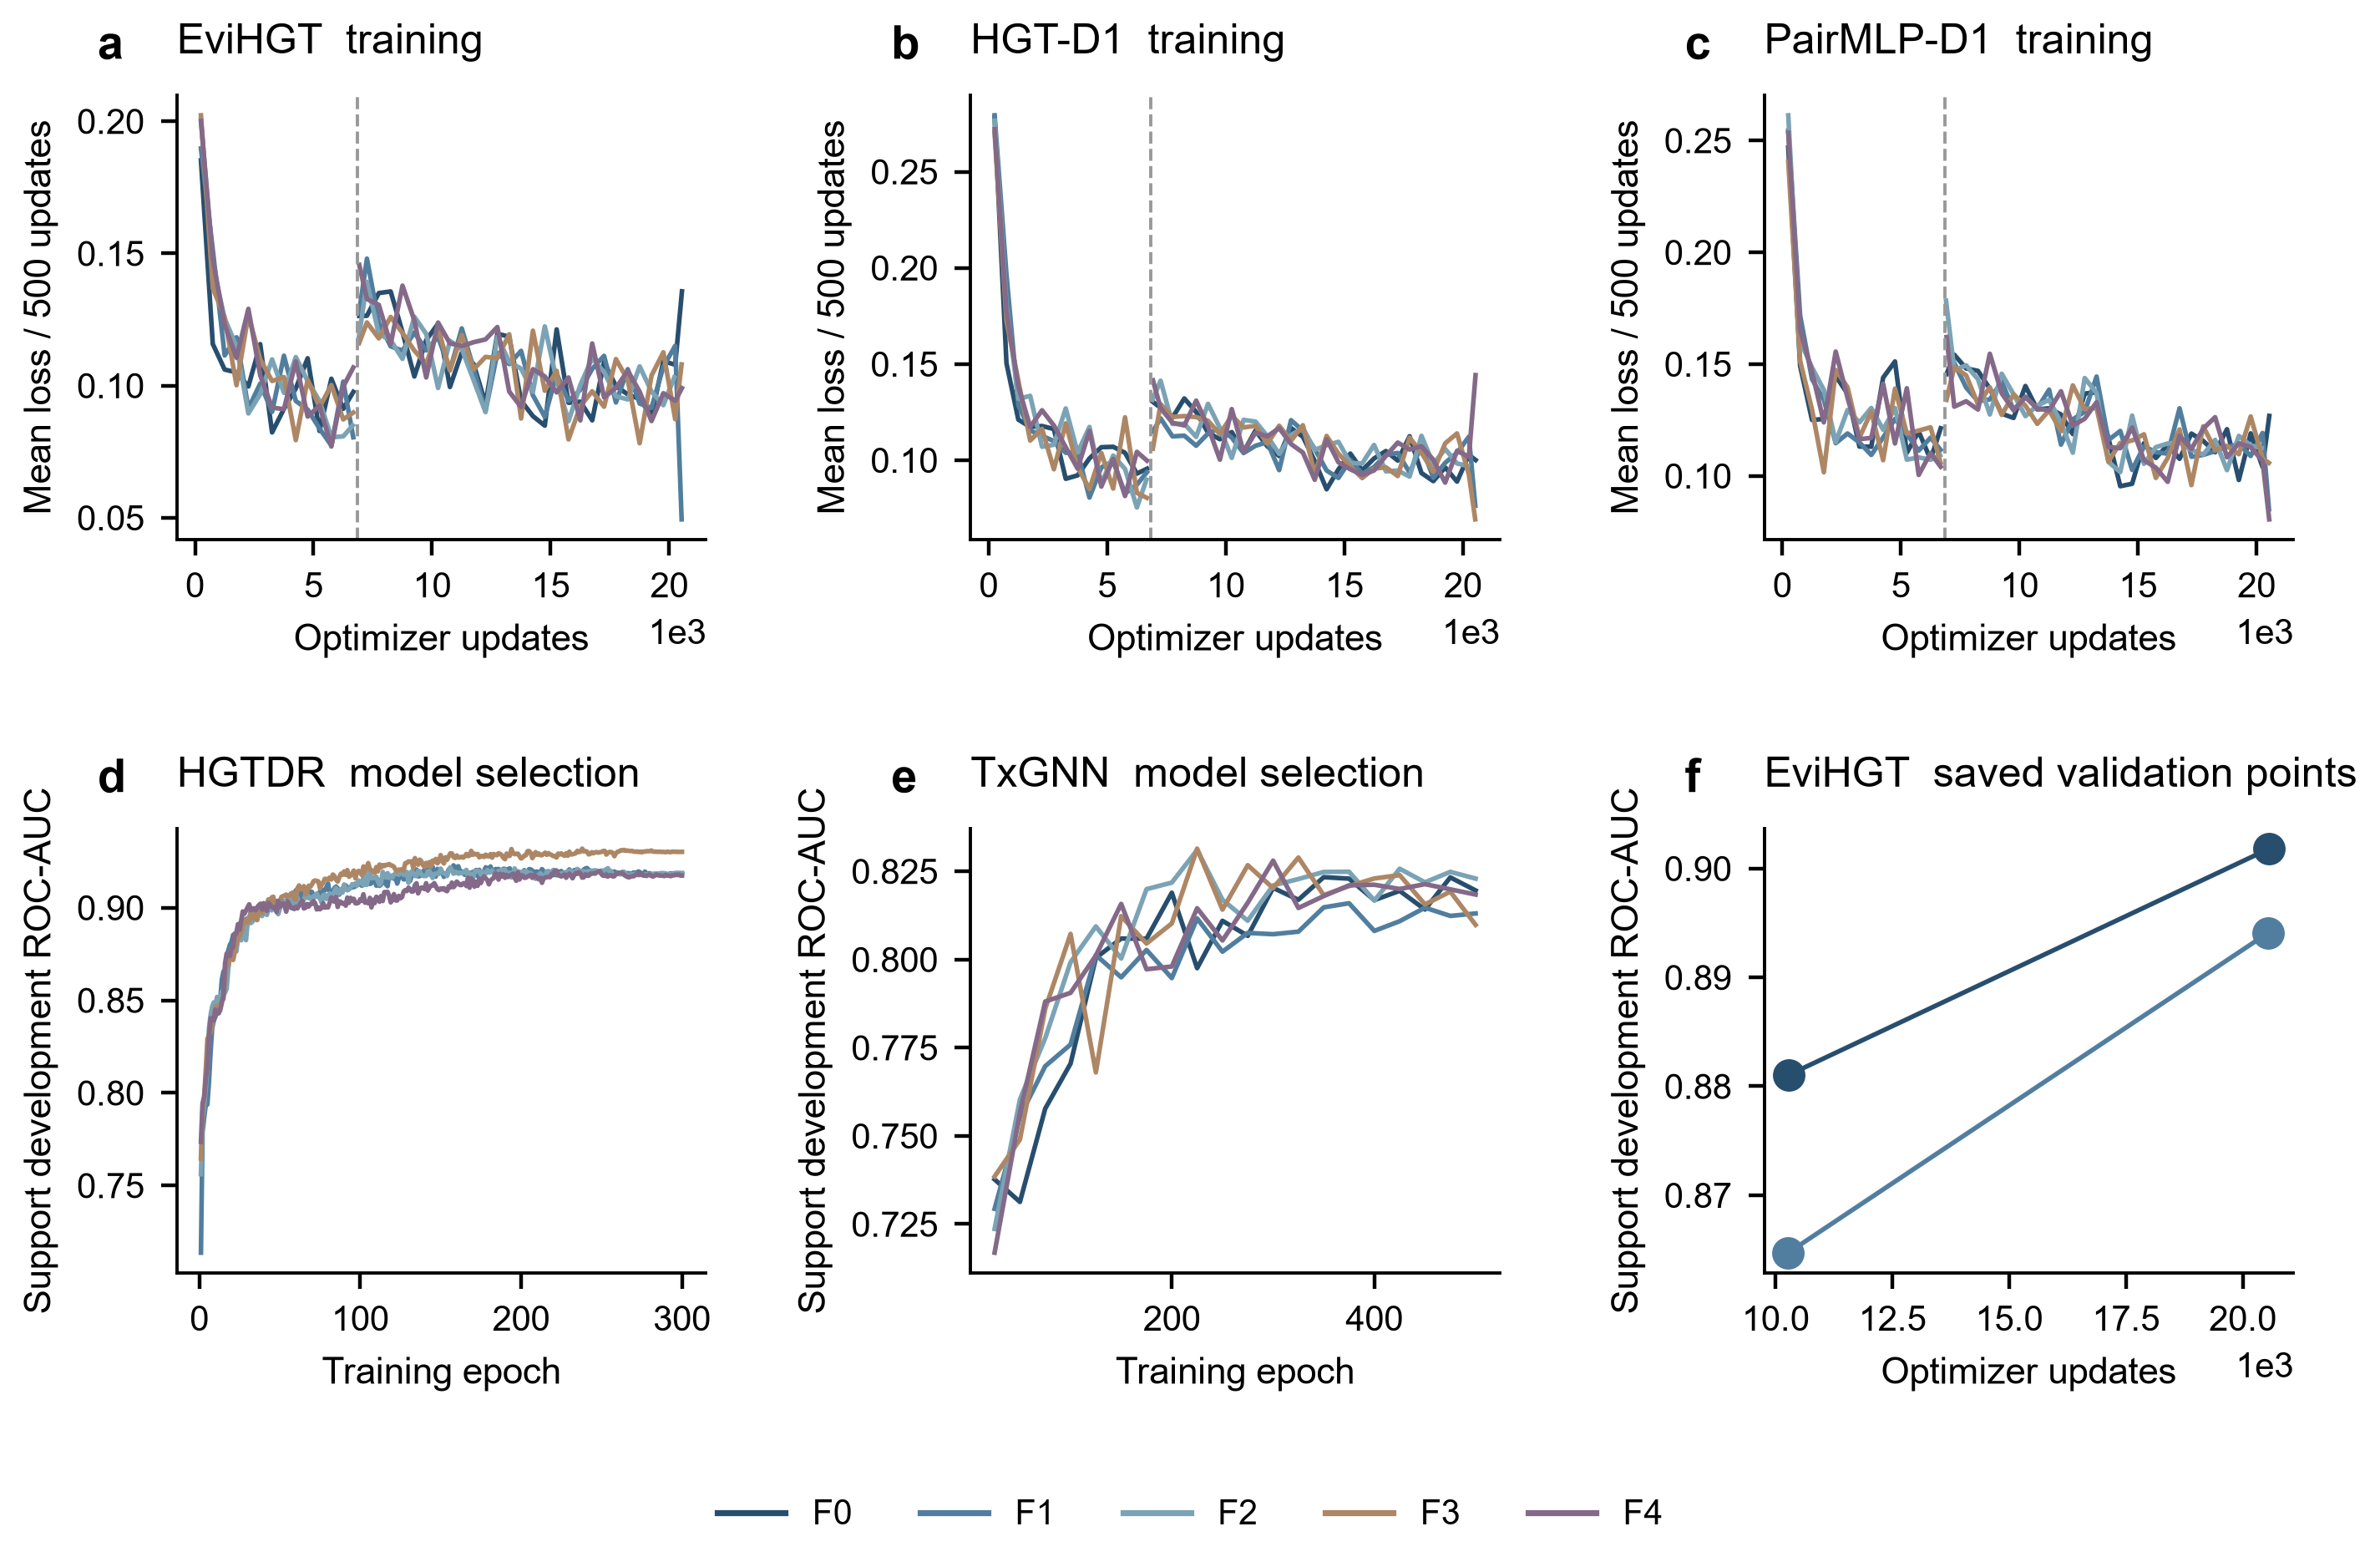 a EviHGT training
Mean loss / 500 updates
0.20
0.15
0.10
0.05
0 5 10 15 20
1e3
Optimizer updates
b HGT-D1 training
Mean loss / 500 updates
0.25
0.20
0.15
0.10
0 5 10 15 20
1e3
Optimizer updates
c PairMLP-D1 training
Mean loss / 500 updates
0.25
0.20
0.15
0.10
0 5 10 15 20
1e3
Optimizer updates
d HGTDR model selection
Support development ROC-AUC
0.90
0.85
0.80
0.75
0 100 200 300
Training epoch
e TxGNN model selection
Support development ROC-AUC
0.825
0.800
0.775
0.750
0.725
200 400
Training epoch
f EviHGT saved validation points
Support development ROC-AUC
0.90
0.89
0.88
0.87
10.0 12.5 15.0 17.5 20.0
1e3
Optimizer updates
F0 F1 F2 F3 F4